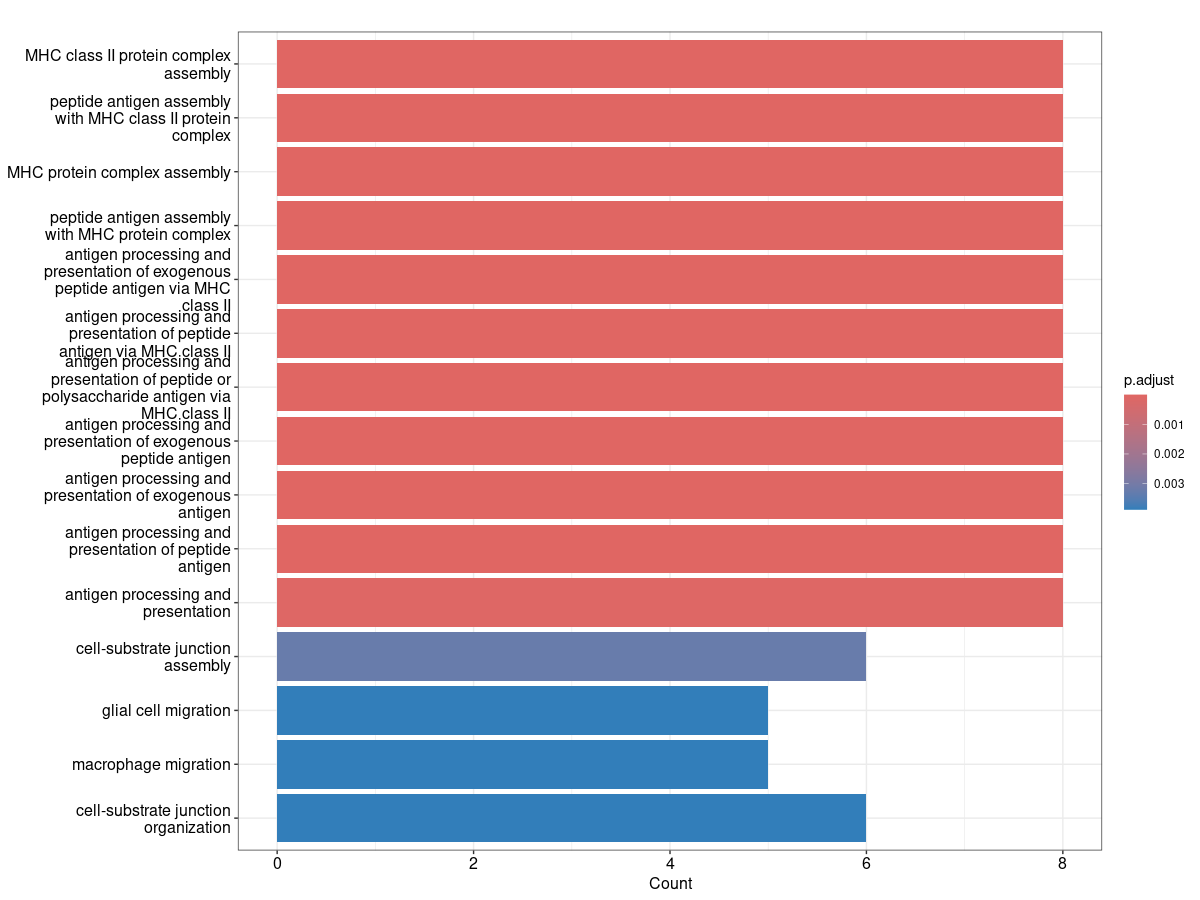 MHC class II protein complex
assembly
peptide antigen assembly
with MHC class II protein
complex
MHC protein complex assembly
peptide antigen assembly
with MHC protein complex
antigen processing and
presentation of exogenous
peptide antigen via MHC
class II
antigen processing and
presentation of peptide
antigen via MHC class II
antigen processing and
presentation of peptide or
polysaccharide antigen via
MHC class II
antigen processing and
presentation of exogenous
peptide antigen
antigen processing and
presentation of exogenous
antigen
antigen processing and
presentation of peptide
antigen
antigen processing and
presentation
cell-substrate junction
assembly
glial cell migration
macrophage migration
cell-substrate junction
organization
0 2 4 6 8
Count
p.adjust
0.001
0.002
0.003